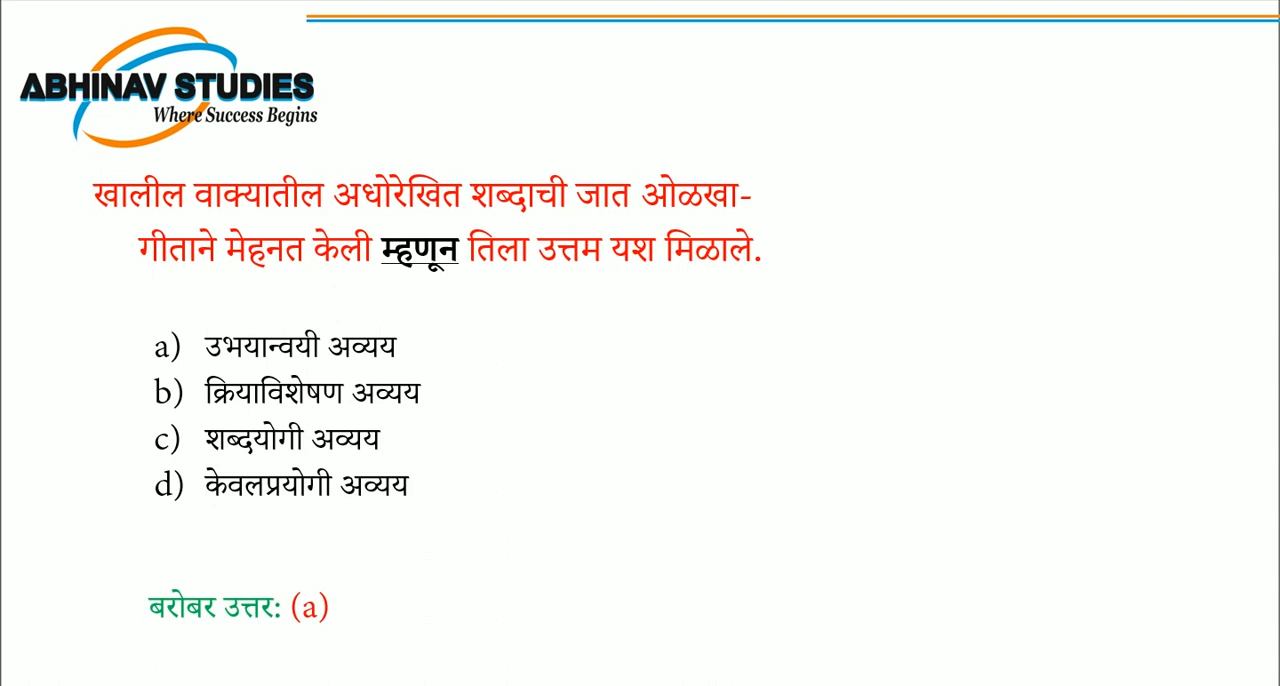 ABHINAV STUDIES
Where Success Begins
खालील वाक्यातील अधोरेखित शब्दाची जात ओळखा-
गीताने मेहनत केली म्हणून तिला उत्तम यश मिळाले.
a) उभयान्वयी अव्यय
b) क्रियाविशेषण अव्यय
c) शब्दयोगी अव्यय
d) केवलप्रयोगी अव्यय
बरोबर उत्तर: (a)